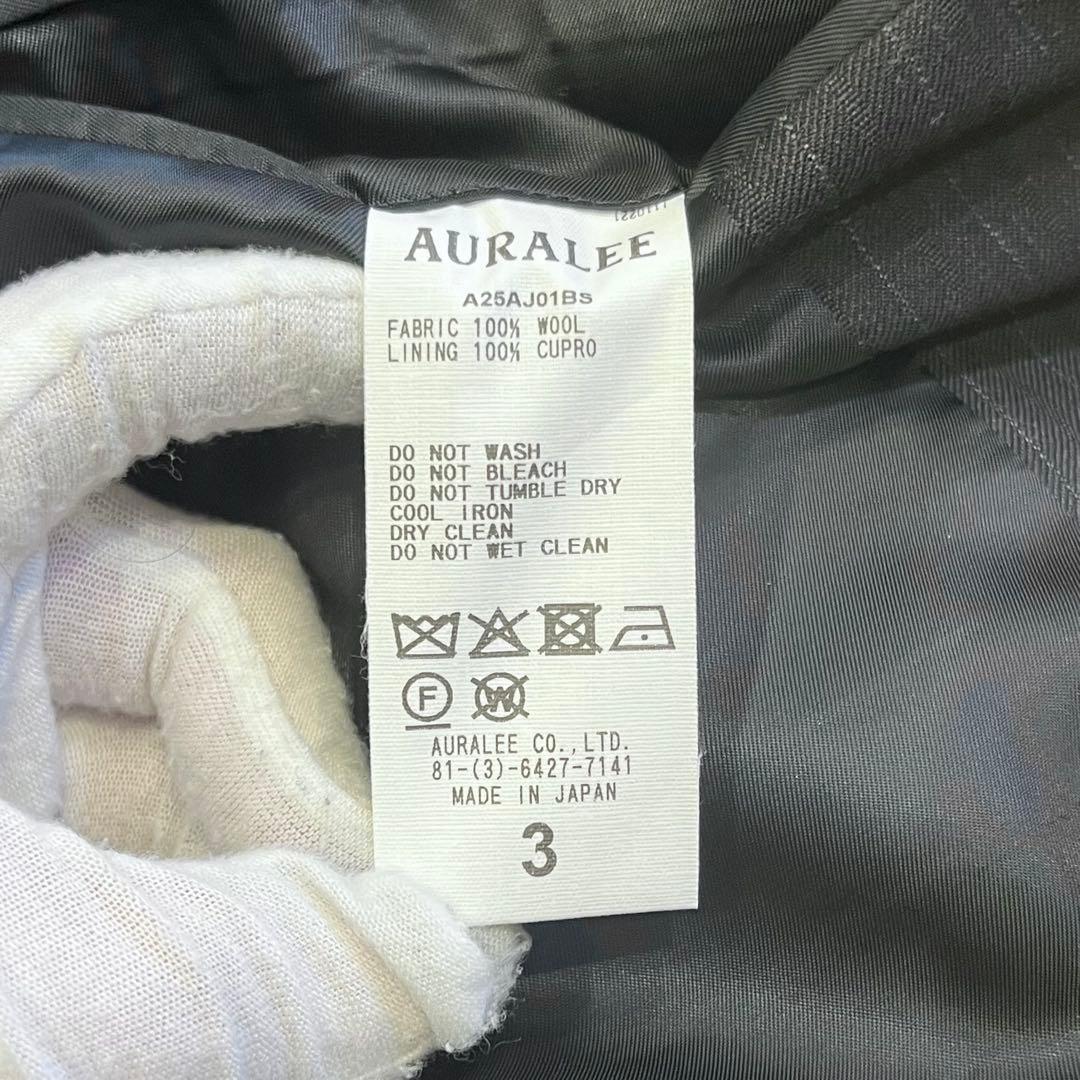 AURALEE
A25AJ01Bs
FABRIC 100% WOOL
LINING 100% CUPRO
DO NOT WASH
DO NOT BLEACH
DO NOT TUMBLE DRY
COOL IRON
DRY CLEAN
DO NOT WET CLEAN
F W
AURALEE CO.,LTD.
81-(3)-6427-7141
MADE IN JAPAN
3